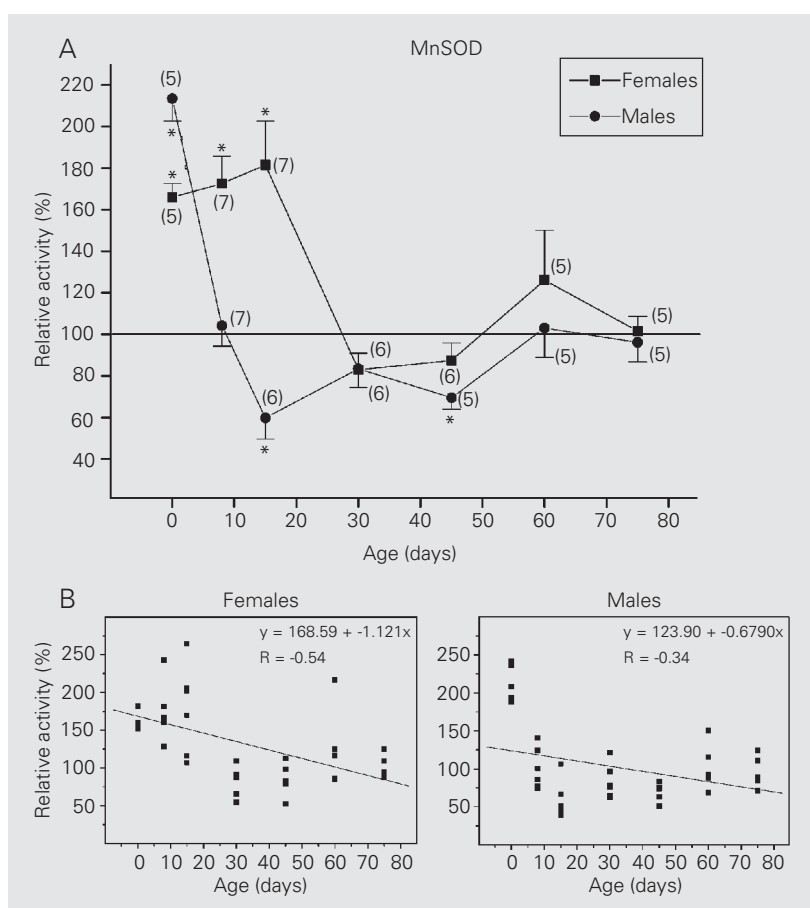 A
MnSOD
Females
Males
Relative activity (%)
220
200
180
160
140
120
100
80
60
40
(5)
*
*
(5)
*
(7)
*
(7)
(7)
(6)
*
(6)
(6)
(6)
(5)
*
(5)
(5)
(5)
(5)
0 10 20 30 40 50 60 70 80
Age (days)
B
Females
y = 168.59 + -1.121x
R = -0.54
Relative activity (%)
250
200
150
100
50
0 10 20 30 40 50 60 70 80
Age (days)
Males
y = 123.90 + -0.6790x
R = -0.34
250
200
150
100
50
0 10 20 30 40 50 60 70 80
Age (days)